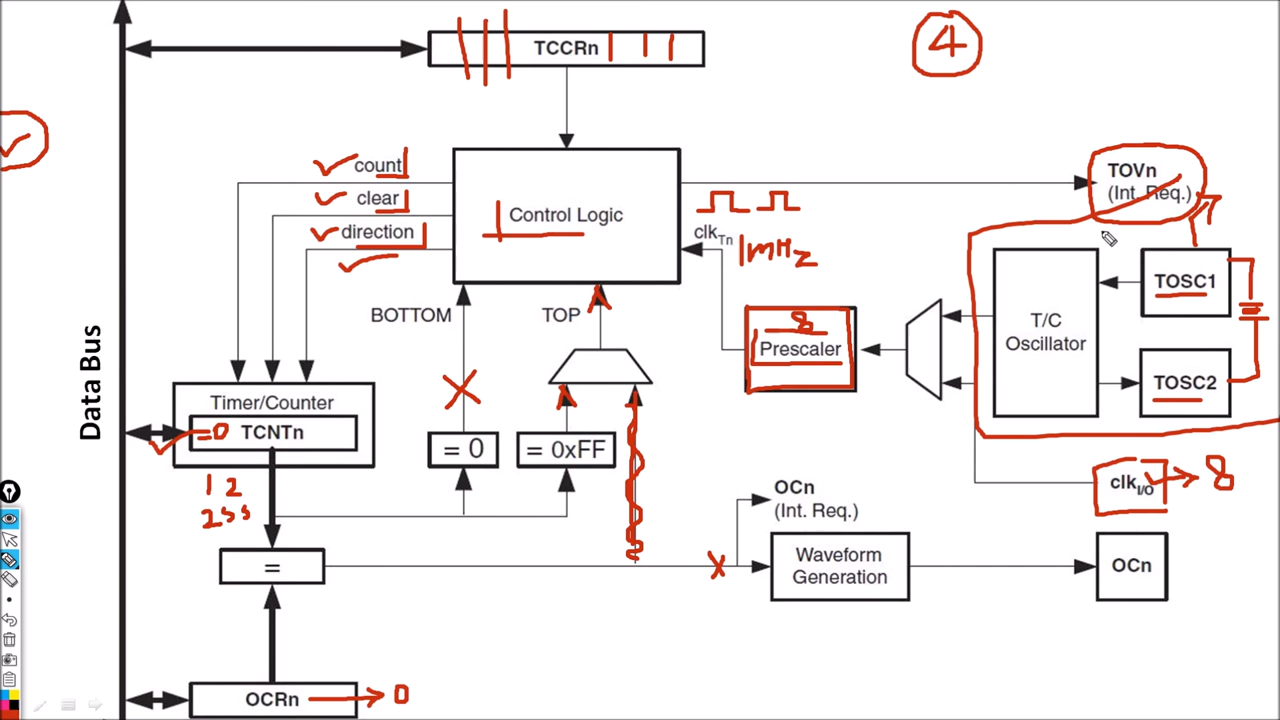 TCCRn
4
count
clear
direction
Control Logic
TOVn
(Int. Req.)
clkTn
1MHz
BOTTOM
TOP
TOSC1
T/C
Oscillator
TOSC2
8
Prescaler
Data Bus
Timer/Counter
=0 TCNTn
= 0
= 0xFF
1 2
255
clkI/O
8
OCn
(Int. Req.)
=
Waveform
Generation
OCn
OCRn
0